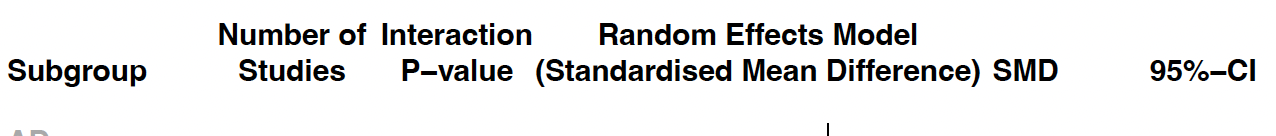 Number of Interaction Random Effects Model
Subgroup Studies P–value (Standardised Mean Difference) SMD 95%–CI